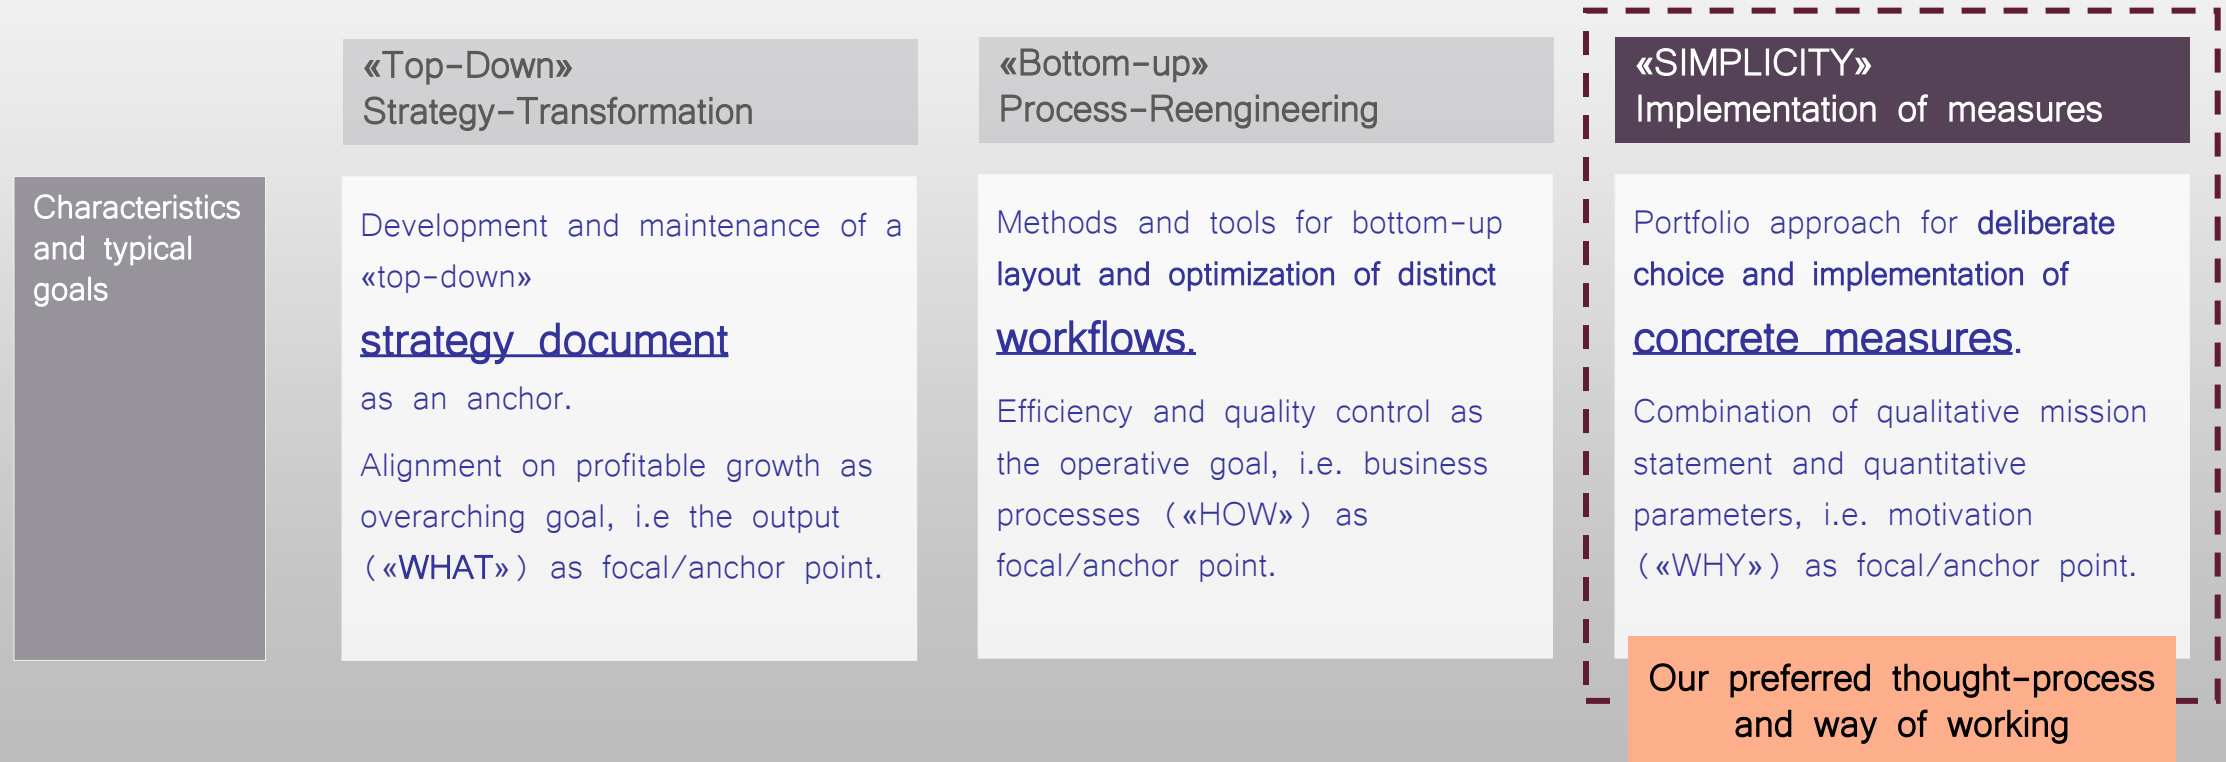 «Top-Down»
Strategy-Transformation
«Bottom-up»
Process-Reengineering
«SIMPLICITY»
Implementation of measures
Characteristics
and typical
goals
Development and maintenance of a
«top-down»
strategy document
as an anchor.
Alignment on profitable growth as
overarching goal, i.e the output
(«WHAT») as focal/anchor point.
Methods and tools for bottom-up
layout and optimization of distinct
workflows.
Efficiency and quality control as
the operative goal, i.e. business
processes («HOW») as
focal/anchor point.
Portfolio approach for deliberate
choice and implementation of
concrete measures.
Combination of qualitative mission
statement and quantitative
parameters, i.e. motivation
(«WHY») as focal/anchor point.
Our preferred thought-process
and way of working